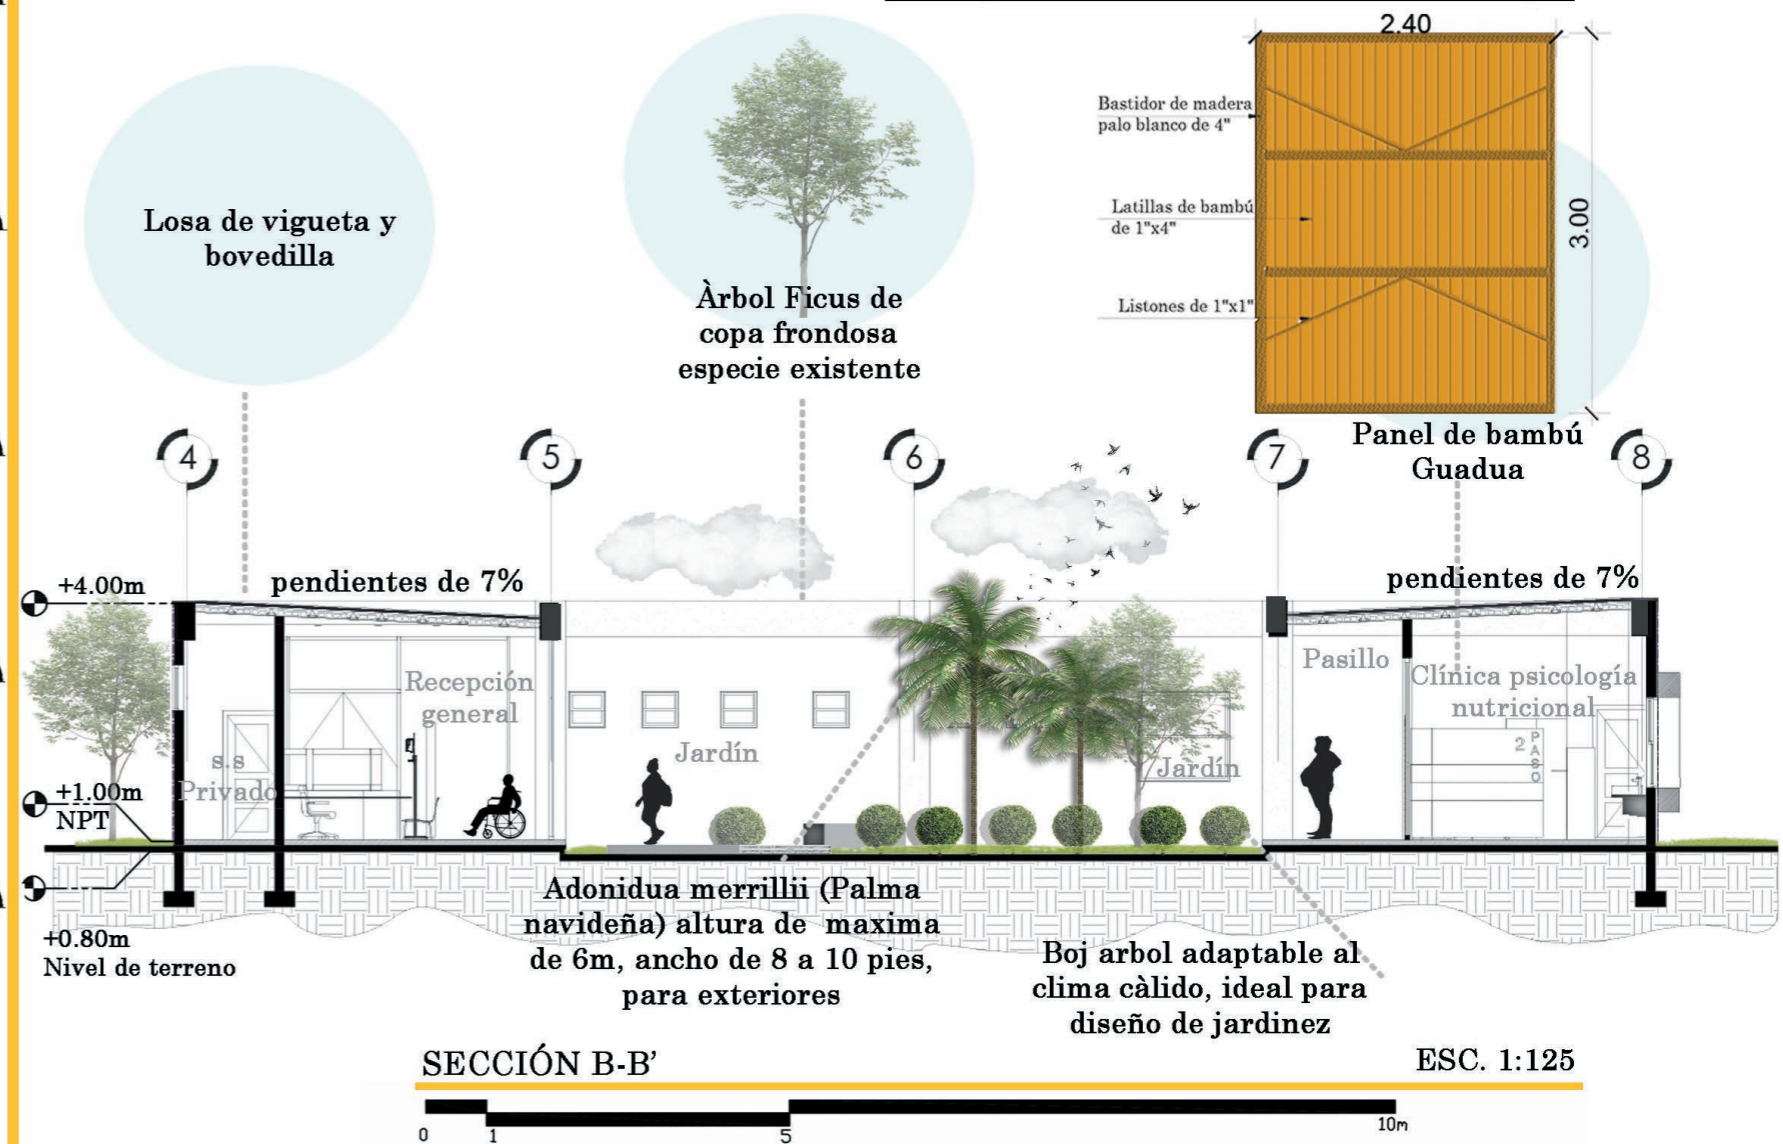 2.40
Bastidor de madera
palo blanco de 4"
Latillas de bambú
de 1"x4"
Listones de 1"x1"
3.00
Losa de vigueta y
bovedilla
Àrbol Ficus de
copa frondosa
especie existente
Panel de bambú
Guadua
4
5
6
7
8
+4.00m
pendientes de 7%
pendientes de 7%
Recepción
general
s.s
Privado
Jardín
Jardín
Pasillo
Clínica psicología
nutricional
2 PASO
+1.00m
NPT
+0.80m
Nivel de terreno
Adonidua merrillii (Palma
navideña) altura de maxima
de 6m, ancho de 8 a 10 pies,
para exteriores
Boj arbol adaptable al
clima càlido, ideal para
diseño de jardinez
SECCIÓN B-B'
ESC. 1:125
0 1 5 10m